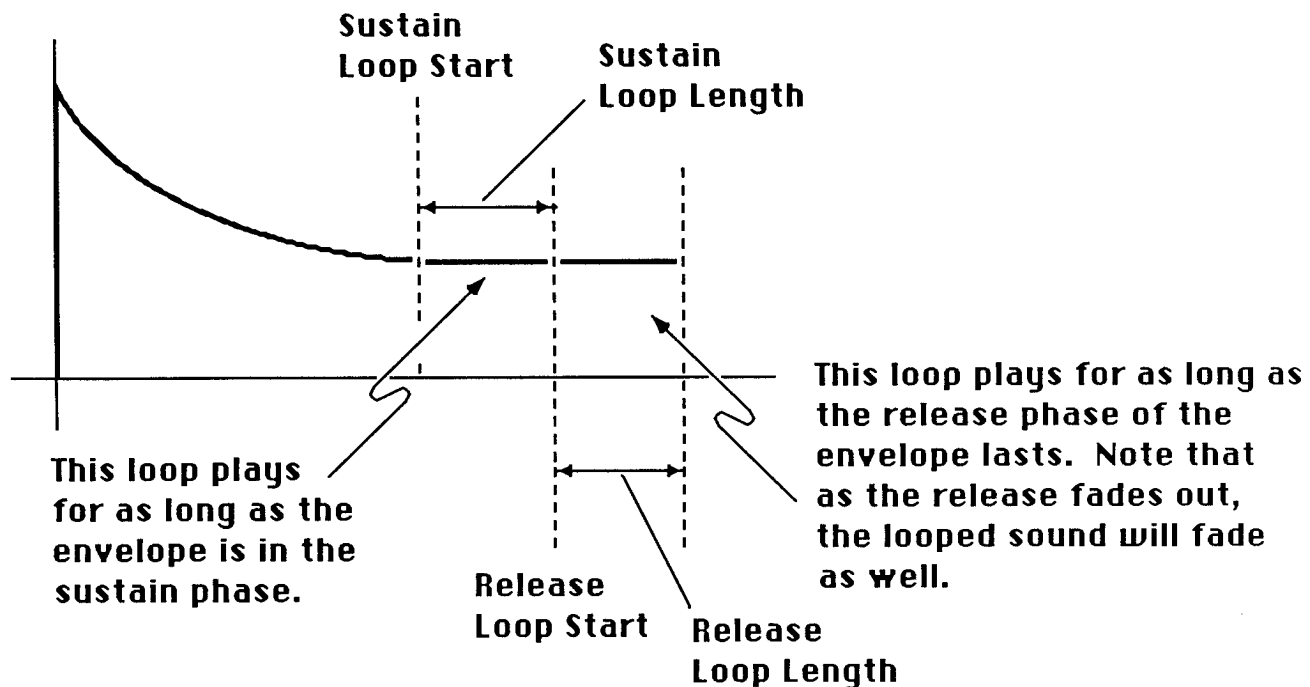 Sustain
Loop Start
Sustain
Loop Length
This loop plays
for as long as the
envelope is in the
sustain phase.
This loop plays for as long as
the release phase of the
envelope lasts. Note that
as the release fades out,
the looped sound will fade
as well.
Release
Loop Start
Release
Loop Length